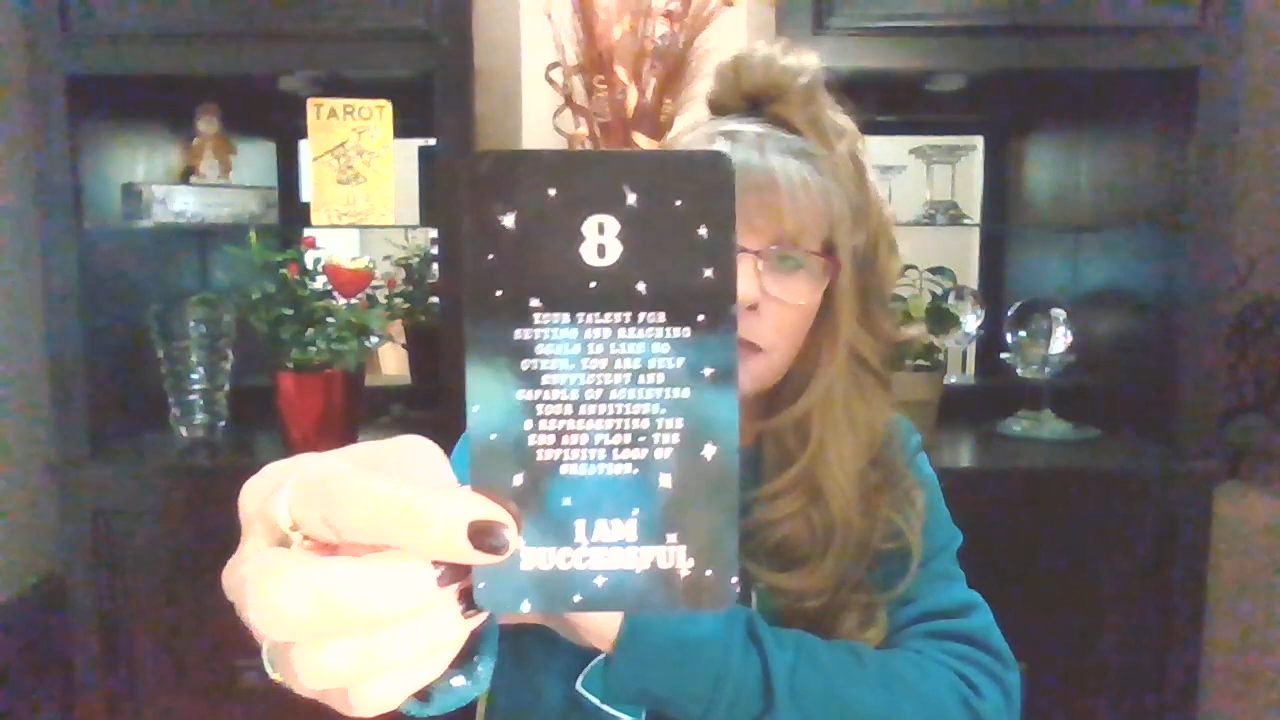 TAROT
8
YOUR TALENT FOR
SETTING AND REACHING
GOALS IS LIKE NO
OTHER. YOU ARE SELF
SUFFICIENT AND
CAPABLE OF ACHIEVING
YOUR AMBITIONS.
8 REPRESENTING THE
EBB AND FLOW - THE
INFINITE LOOP OF
CREATION.
I AM
SUCCESSFUL